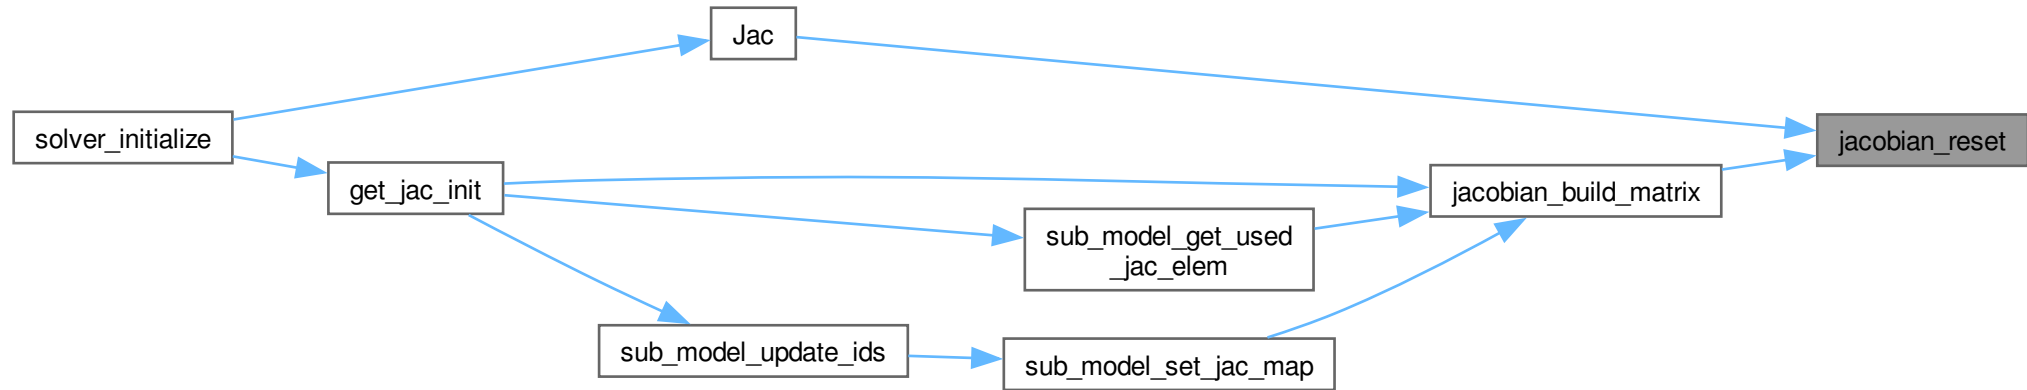 Jac
solver_initialize
jacobian_reset
get_jac_init
jacobian_build_matrix
sub_model_get_used
_jac_elem
sub_model_update_ids
sub_model_set_jac_map